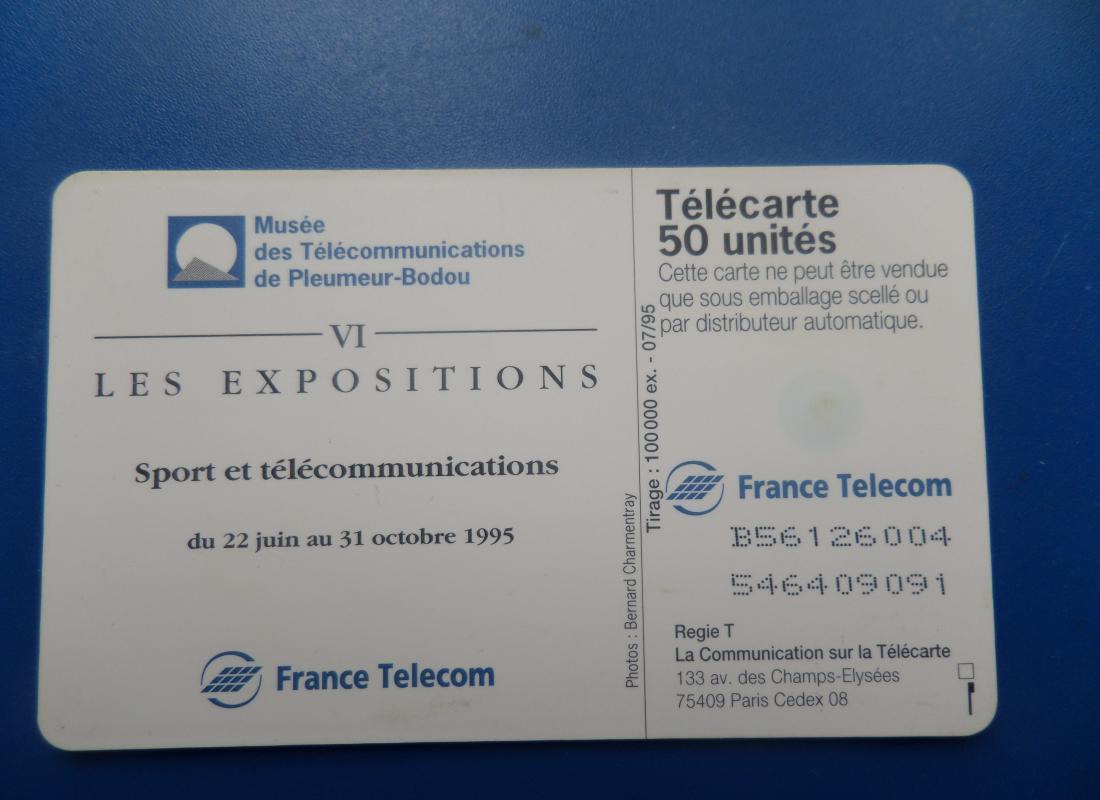 Musée
des Télécommunications
de Pleumeur-Bodou
VI
LES EXPOSITIONS
Sport et télécommunications
du 22 juin au 31 octobre 1995
France Telecom
Photos : Bernard Charmentray
Tirage : 100000 ex. - 07/95
Télécarte
50 unités
Cette carte ne peut être vendue
que sous emballage scellé ou
par distributeur automatique.
France Telecom
B56126004
546409091
Regie T
La Communication sur la Télécarte
133 av. des Champs-Elysées
75409 Paris Cedex 08